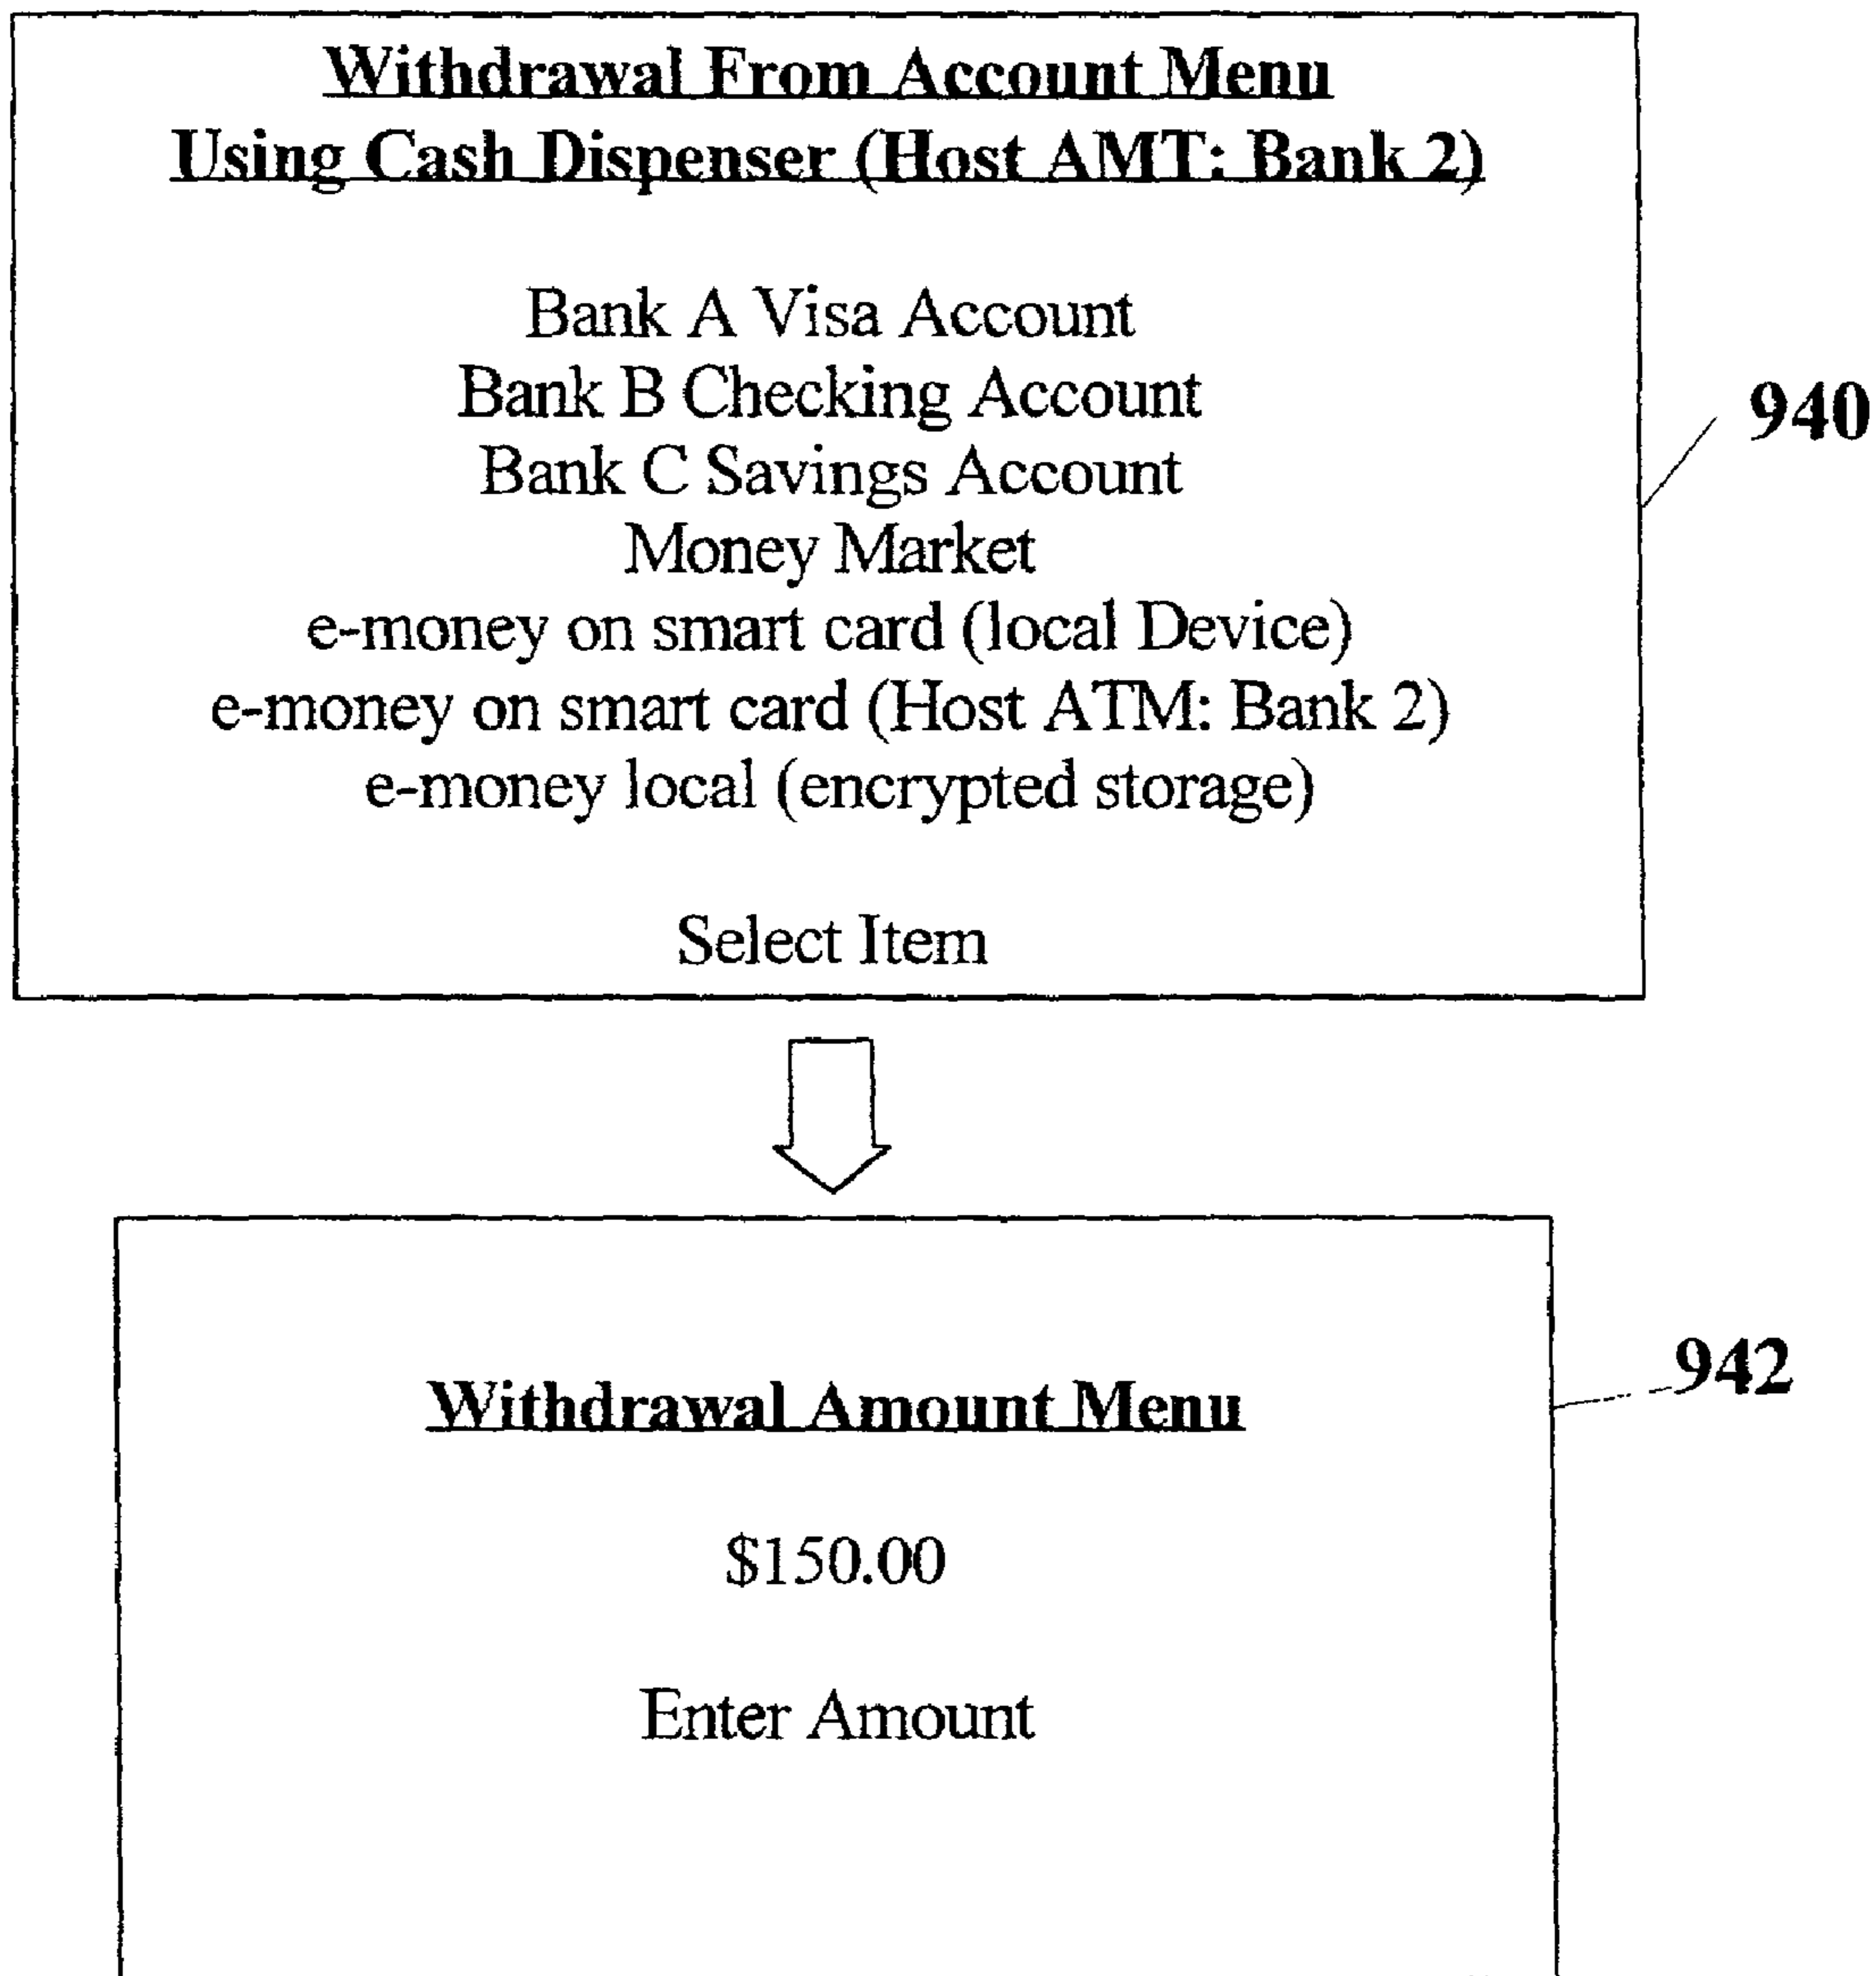 Withdrawal From Account Menu
Using Cash Dispenser (Host AMT: Bank 2)
Bank A Visa Account
Bank B Checking Account
Bank C Savings Account
Money Market
e-money on smart card (local Device)
e-money on smart card (Host ATM: Bank 2)
e-money local (encrypted storage)
Select Item
940
Withdrawal Amount Menu
$150.00
Enter Amount
942